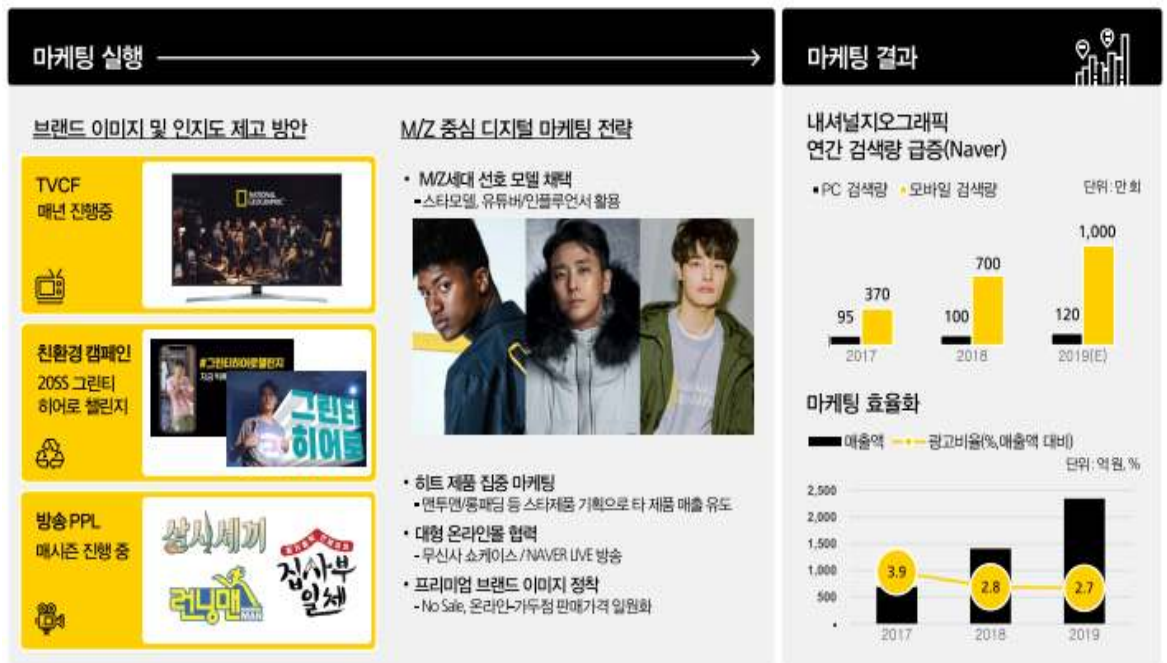 마케팅 실행
브랜드 이미지 및 인지도 제고 방안
TVCF
매년 진행중
NATIONAL
GEOGRAPHIC
친환경 캠페인
20SS 그린티
히어로 챌린지
#그린티히어로챌린지
그린티
히어로
방송 PPL
매시즌 진행 중
삼시세끼
런닝맨
MAN
집사부
일체
M/Z 중심 디지털 마케팅 전략
• M/Z세대 선호 모델 채택
- 스타모델, 유튜버/인플루언서 활용
• 히트 제품 집중 마케팅
- 맨투맨/롱패딩 등 스타제품 기획으로 타 제품 매출 유도
• 대형 온라인몰 협력
- 무신사 쇼케이스 / NAVER LIVE 방송
• 프리미엄 브랜드 이미지 정착
- No Sale, 온라인-가두점 판매가격 일원화
마케팅 결과
내셔널지오그래픽
연간 검색량 급증(Naver)
PC 검색량 모바일 검색량 단위: 만 회
95 370 100 700 120 1,000
2017 2018 2019(E)
마케팅 효율화
매출액 광고비율(%, 매출액 대비)
단위: 억 원, %
2,500
2,000
1,500
1,000
500
-
3.9 2.8 2.7
2017 2018 2019